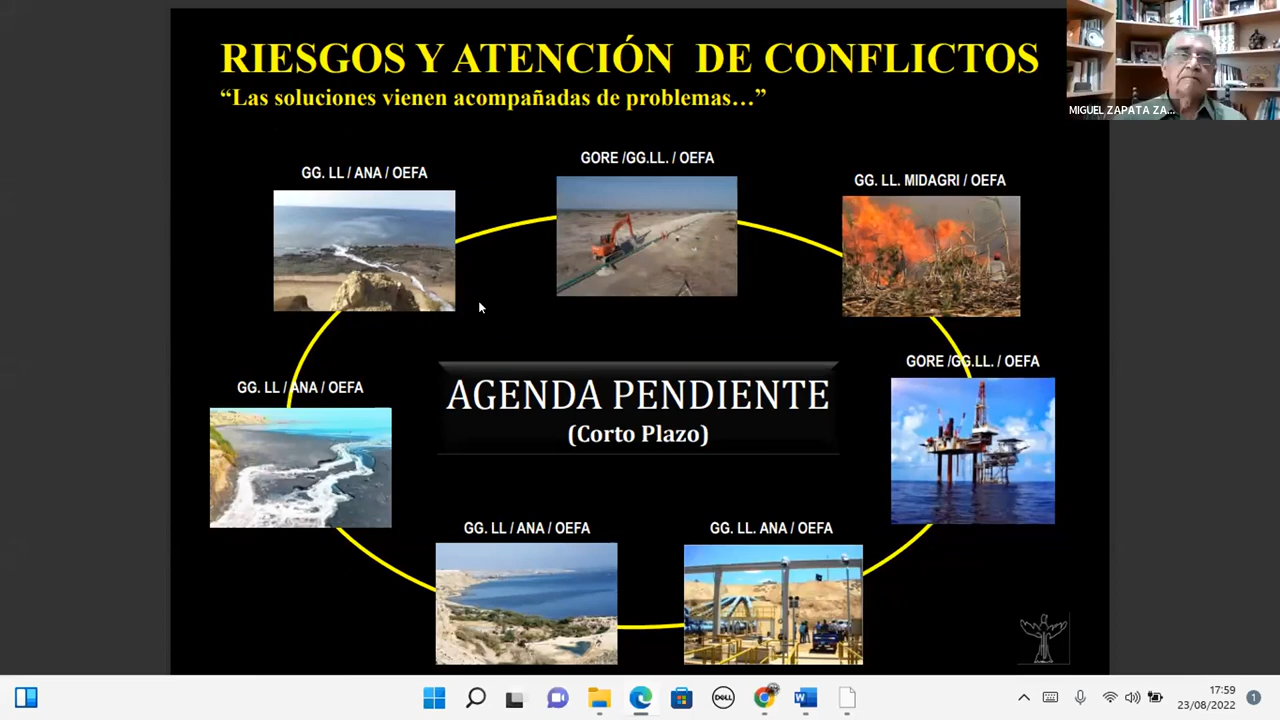 RIESGOS Y ATENCIÓN DE CONFLICTOS
“Las soluciones vienen acompañadas de problemas…”
MIGUEL ZAPATA ZA...
GG. LL / ANA / OEFA
GORE /GG.LL. / OEFA
GG. LL. MIDAGRI / OEFA
GG. LL / ANA / OEFA
AGENDA PENDIENTE
(Corto Plazo)
GORE /GG.LL. / OEFA
GG. LL / ANA / OEFA
GG. LL. ANA / OEFA
DELL
W
17:59
23/08/2022
1